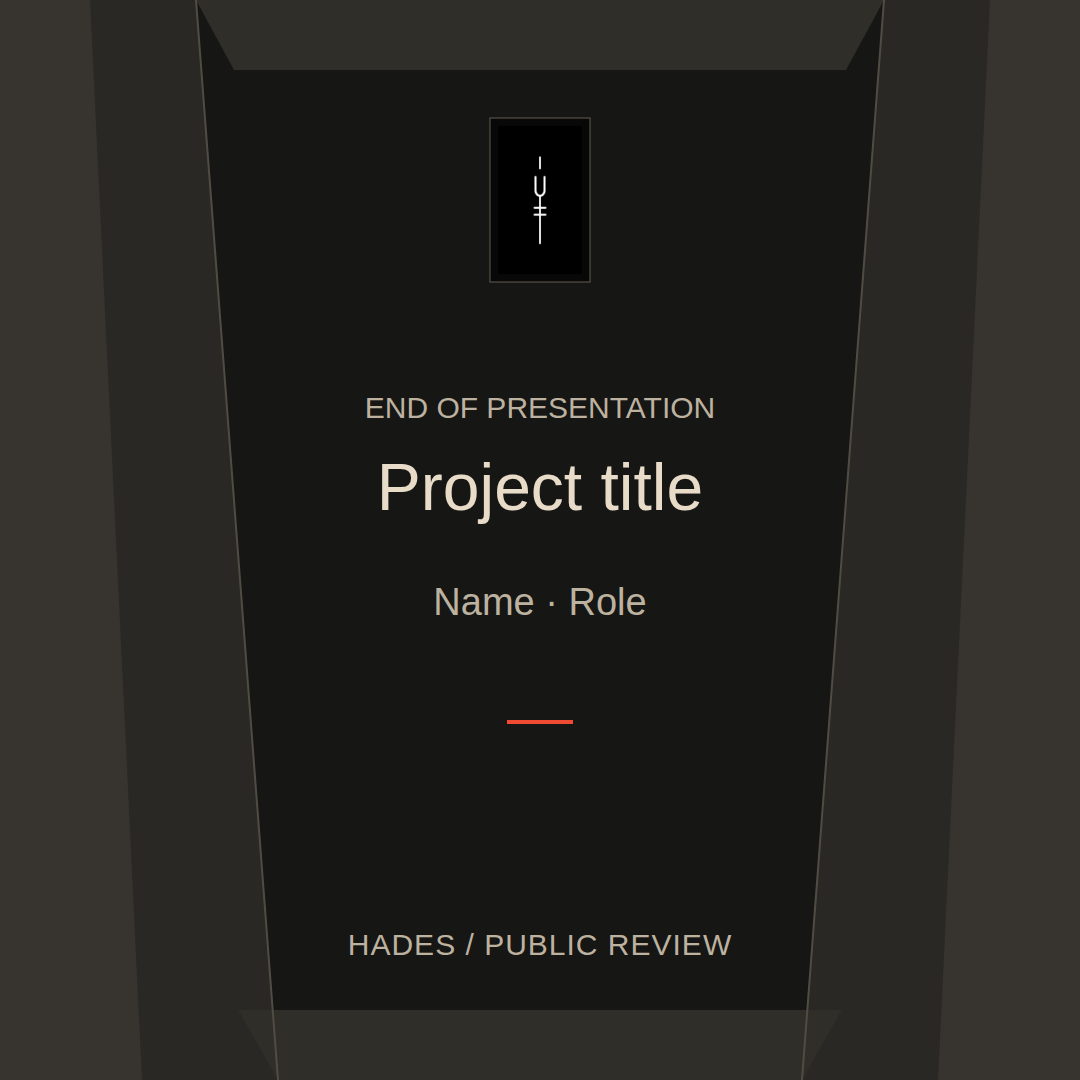 END OF PRESENTATION
Project title
Name · Role
HADES / PUBLIC REVIEW